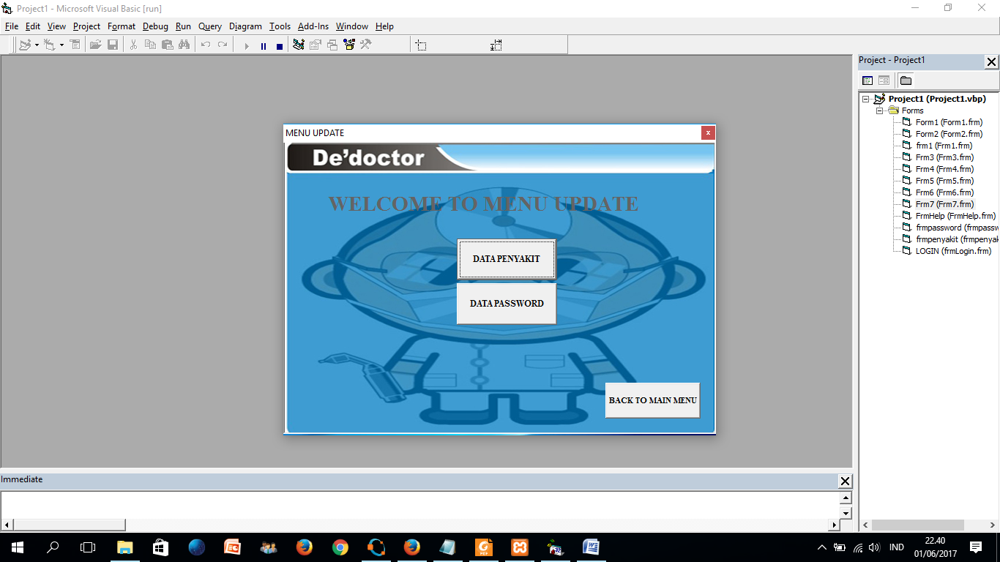 Project1 - Microsoft Visual Basic [run]
File Edit View Project Format Debug Run Query Diagram Tools Add-Ins Window Help
Project - Project1
Project1 (Project1.vbp)
Forms
Form1 (Form1.frm)
Form2 (Form2.frm)
frm1 (Frm1.frm)
Frm3 (Frm3.frm)
Frm4 (Frm4.frm)
Frm5 (Frm5.frm)
Frm6 (Frm6.frm)
Frm7 (Frm7.frm)
FrmHelp (FrmHelp.frm)
frmpassword (frmpassw
frmpenyakit (frmpenyak
LOGIN (frmLogin.frm)
MENU UPDATE
De'doctor
WELCOME TO MENU UPDATE
DATA PENYAKIT
DATA PASSWORD
BACK TO MAIN MENU
Immediate
IND
22.40
01/06/2017